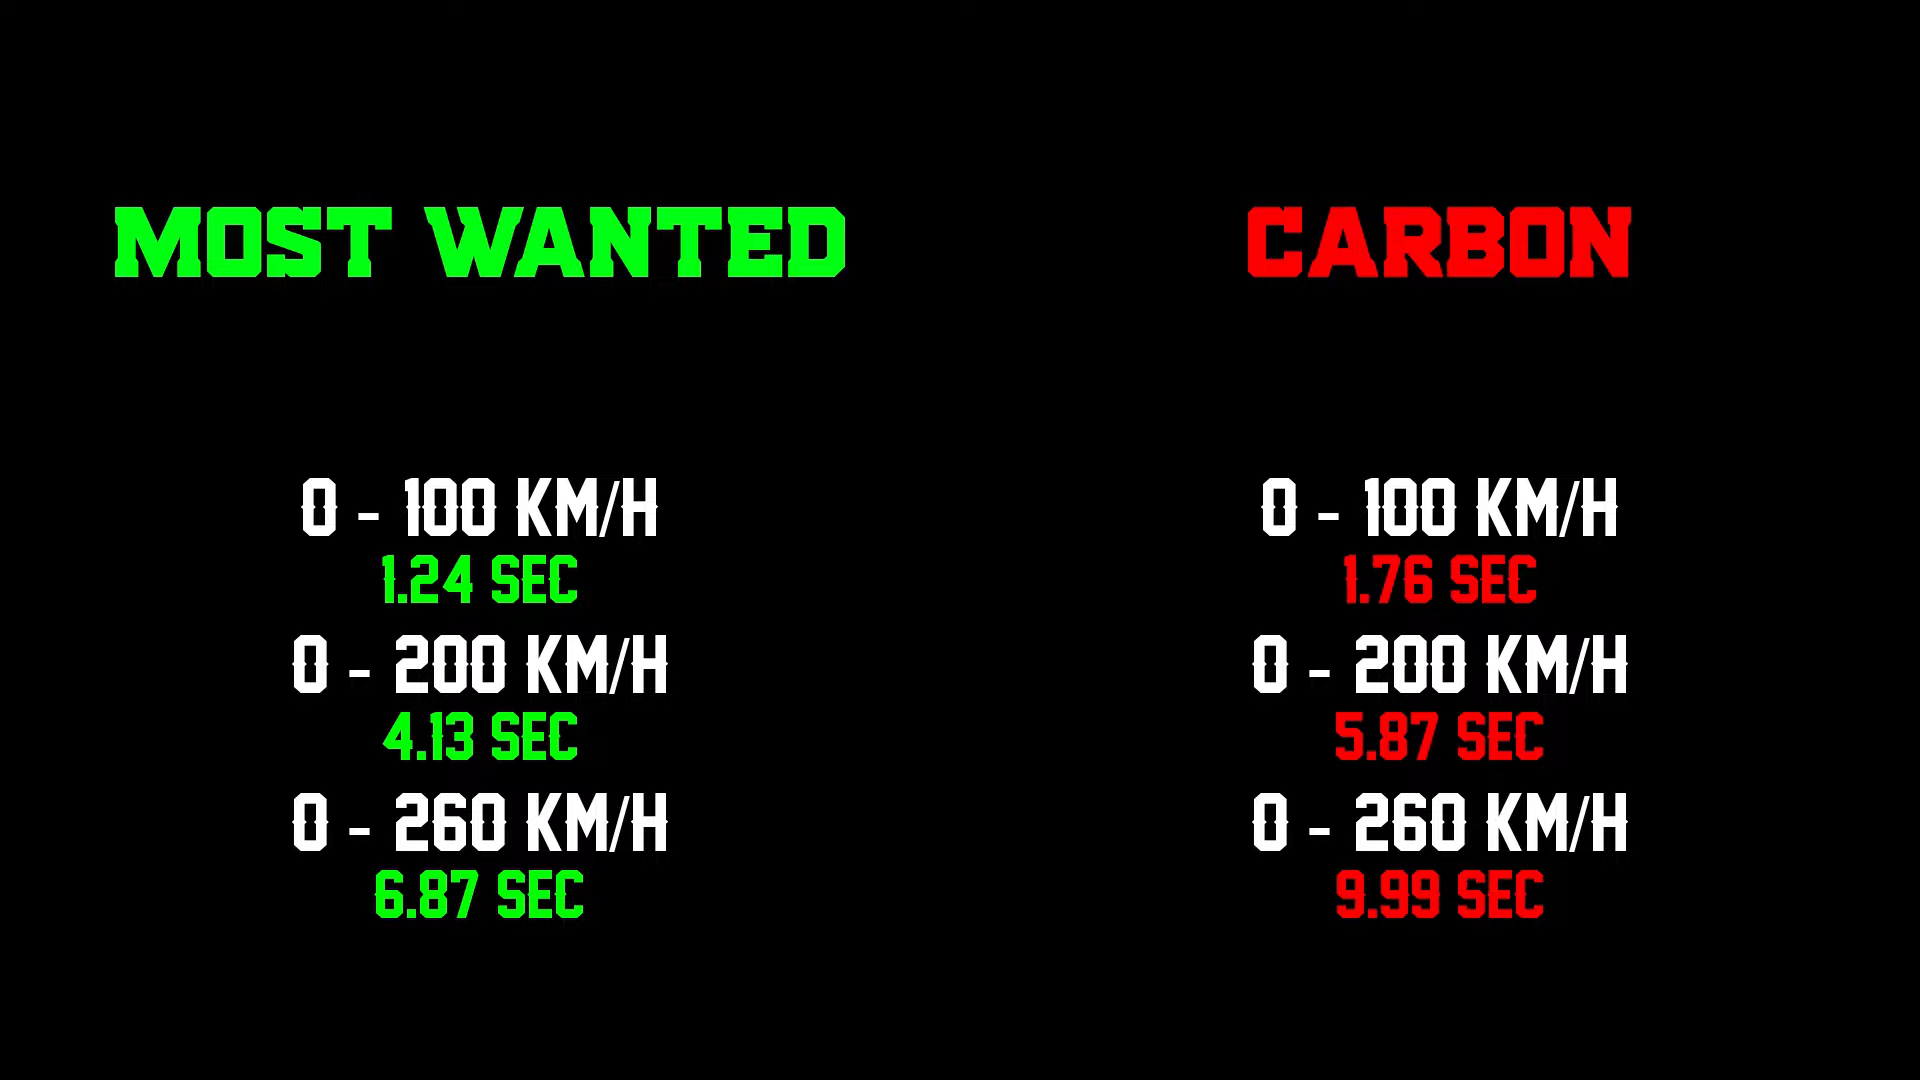 MOST WANTED
0 - 100 KM/H
1.24 SEC
0 - 200 KM/H
4.13 SEC
0 - 260 KM/H
6.87 SEC
CARBON
0 - 100 KM/H
1.76 SEC
0 - 200 KM/H
5.87 SEC
0 - 260 KM/H
9.99 SEC